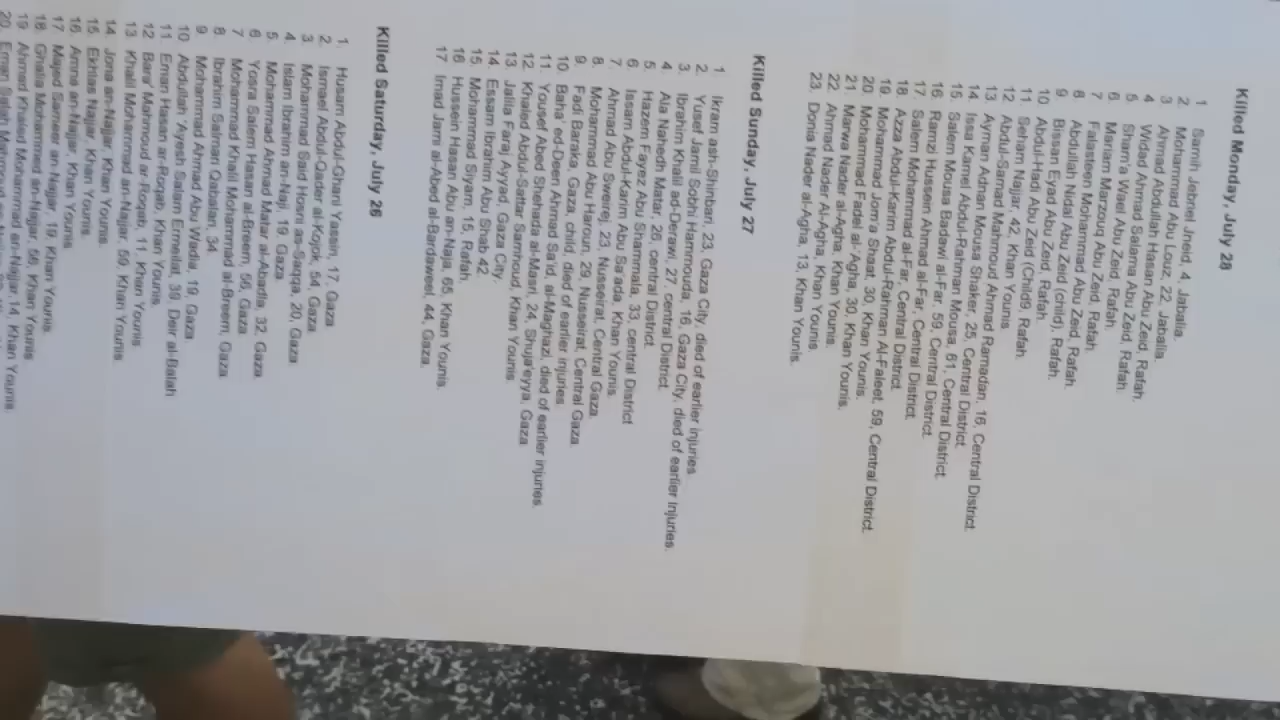 Killed Monday, July 28
1 Samih Jebriel Jneid, 4, Jabalia.
2 Mohammad Abu Louz, 22, Jabalia
3 Ahmad Abdullah Hasan Abu Zeid, Rafah.
4 Widad Ahmad Salama Abu Zeid, Rafah.
5 Sham'a Wael Abu Zeid, Rafah.
6 Mariam Marzouq Abu Zeid, Rafah.
7 Falasteen Mohammad Abu Zeid, Rafah.
8 Abdullah Nidal Abu Zeid (child), Rafah.
9 Bissan Eyad Abu Zeid (child), Rafah.
10 Abdul-Hadi Abu Zeid (Child9, Rafah.
11 Seham Najjar, 42, Khan Younis.
12 Abdul-Samad Mahmoud Ahmad Ramadan, 16, Central District.
13 Ayman Adnan Mousa Shaker, 25, Central District.
14 Issa Kamel Abdul-Rahman Moussa, 61, Central District.
15 Salem Mousa Badawi al-Far, 59, Central District.
16. Ramzi Hussein Ahmad al-Far, Central District.
17. Salem Mohammad al-Far, Central District.
18 Azza Abdul-Karim Abdul-Rahman Al-Faleet, 59, Central District.
19 Mohammad Jom'a Shaat, 30, Khan Younis.
20. Mohammad Fadel al-'Agha, 30, Khan Younis.
21 Marwa Nader al-Agha, Khan Younis.
22. Ahmad Nader Al-Agha, Khan Younis.
23. Donia Nader al-Agha, 13, Khan Younis.
Killed Sunday, July 27
1. Ikram ash-Shinbari, 23, Gaza City, died of earlier injuries
2. Yusef Jamil Sobhi Hammouda, 16, Gaza City, died of earlier injuries.
3. Ibrahim Khalil ad-Derawi, 27, central District.
4. Ala Nahedh Matar, 26, central District.
5 Hazem Fayez Abu Shammala, 33, central District
6 Issam Abdul-Karim Abu Sa'ada, Khan Younis.
7. Ahmad Abu Sweirej, 23, Nusseirat, Central Gaza.
8. Mohammad Abu Haroun, 29, Nusseirat, Central Gaza.
9. Fadi Baraka, Gaza, child, died of earlier injuries
10. Baha' ed-Deen Ahmad Sa'id, al-Maghazi, died of earlier injuries.
11. Yousef Abed Shehada al-Masri, 24, Shuja'eyya, Gaza
12. Khaled Abdul-Sattar Samhoud, Khan Younis.
13 Jalila Faraj Ayyad, Gaza City.
14 Essam Ibrahim Abu Shab, 42.
15. Mohammad Siyam, 15, Rafah.
16 Hussein Hasan Abu an-Naja, 65, Khan Younis.
17 Imad Jami al-Abed al-Bardaweel, 44, Gaza.
Killed Saturday, July 26
1. Husam Abdul-Ghani Yassin, 17, Gaza
2. Ismael Abdul-Qader al-Kojok, 54, Gaza
3. Mohammad Said as-Saqqa, 20, Gaza
4. Islam Ibrahim an-Naji, 19, Gaza
5. Mohammad Ahmad Matar al-Abadla, 32, Gaza
6. Yosra Salem Hasan al-Breem, 56, Gaza
7 Mohammad Khalil Mohammad al-Breem, Gaza
8 Ibrahim Salman Qabalan, 34
9 Mohammad Ahmad Abu Wadia, 19, Gaza
10 Abdullah 'Ayesh Salam Ermeilat, 39, Deir al-Balah
11 Eman Hasan ar-Roqab, Khan Younis.
12 Bara' Mahmoud ar-Roqab, 11, Khan Younis
13 Khalil Mohammad an-Najjar, 59, Khan Younis
14 an-Najjar, Khan Younis.
15. Ekhlas Najjar, Khan Younis.
16. Amna an-Najjar, Khan Younis.
17 Majed Sameer an-Najjar, 19, Khan Younis.
18 Ghalia Mohammed an-Najjar, 56, Khan Younis
19 Ahmad Khaled Mohammad an-Najjar, 14, Khan Younis.
20. Eman Salah